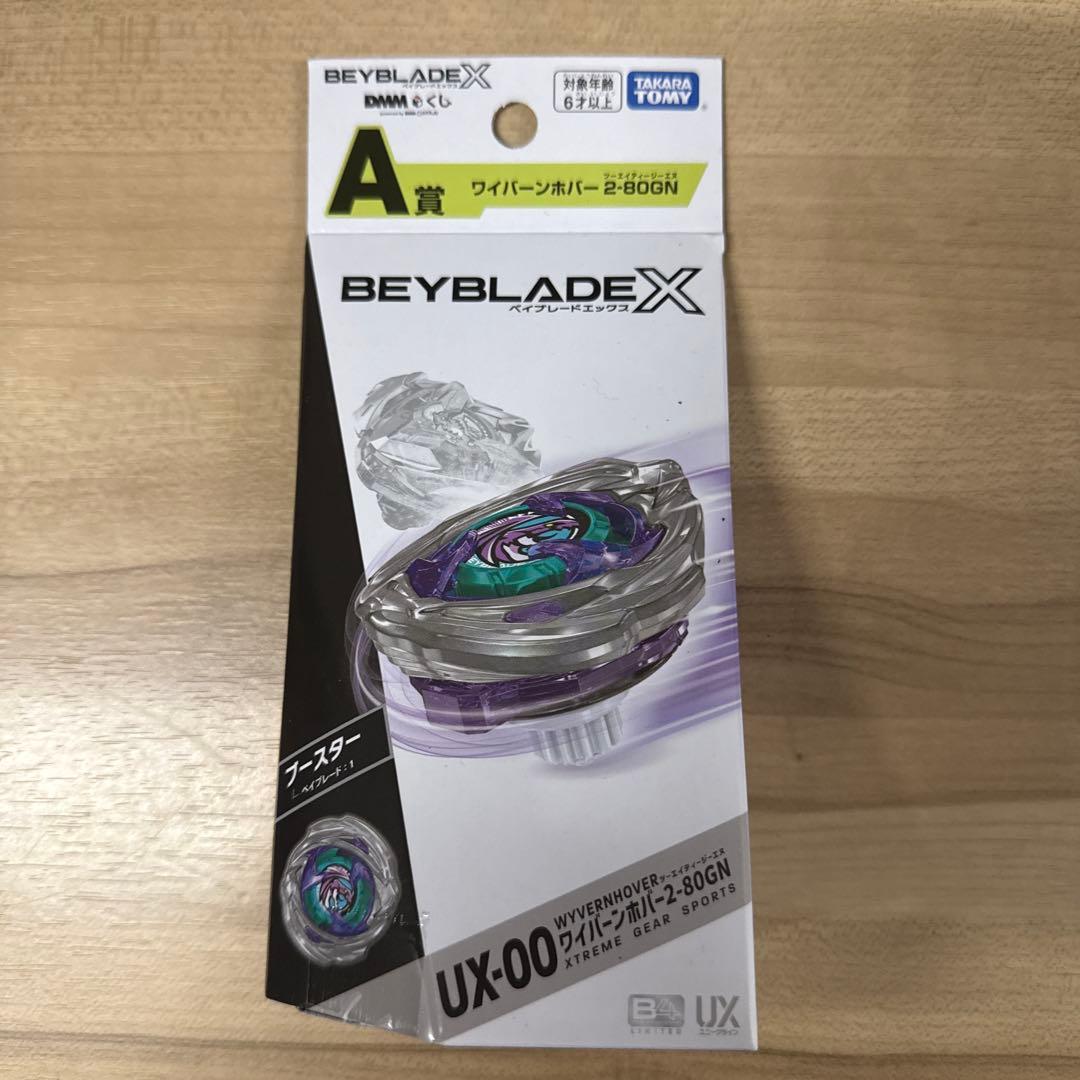 BEYBLADE X
ベイブレードエックス
DMMくじ
対象年齢
6才以上
TAKARA
TOMY
A賞
ツーエイティージーエヌ
ワイバーンホバー 2-80GN
BEYBLADE X
ベイブレードエックス
ブースター
ベイブレード:1
UX-00
WYVERNHOVER
ツーエイティージーエヌ
ワイバーンホバー2-80GN
XTREME GEAR SPORTS
B4
LIMITED
UX
ユニークライン